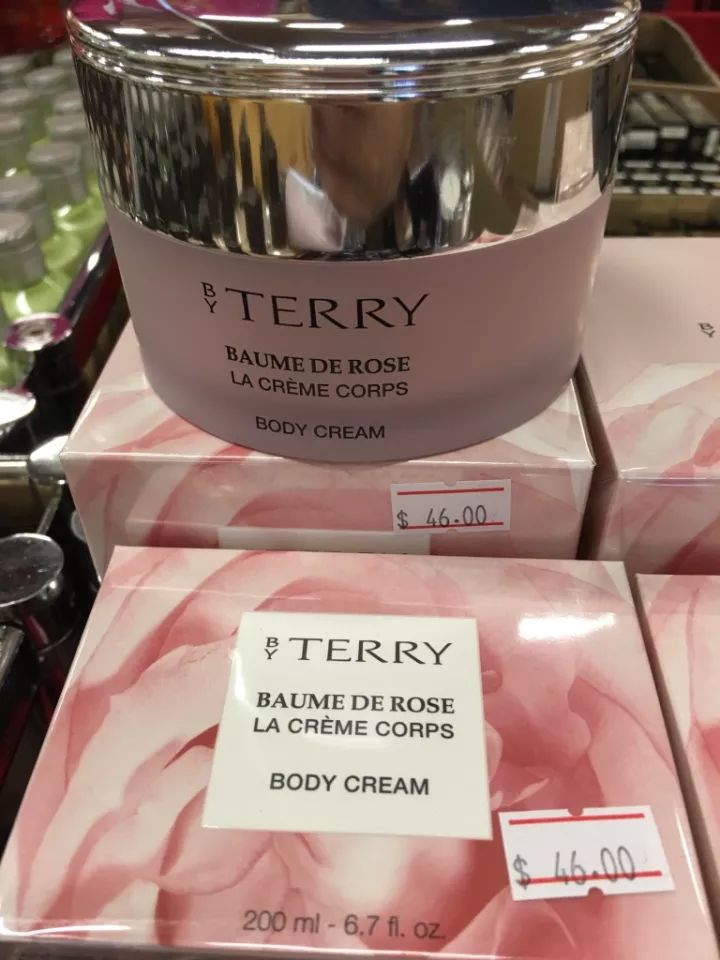 BY TERRY
BAUME DE ROSE
LA CRÈME CORPS
BODY CREAM
$ 46.00
BY TERRY
BAUME DE ROSE
LA CRÈME CORPS
BODY CREAM
$ 46.00
200 ml - 6.7 fl. oz.
BY